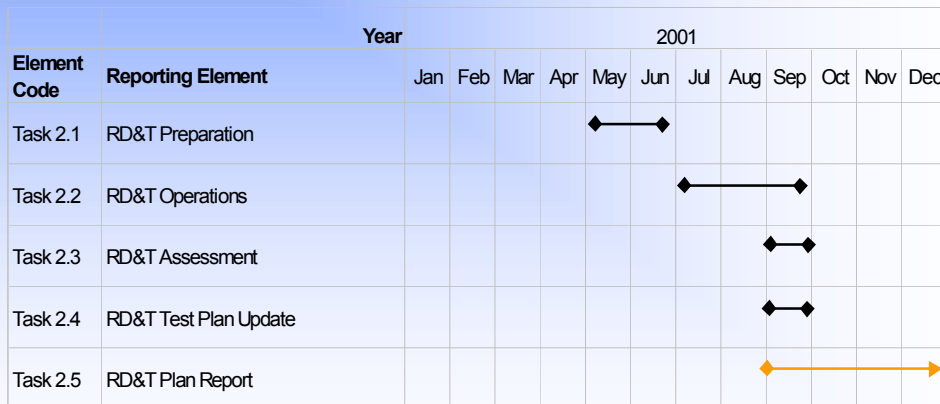 Year 2001
Element Code Reporting Element Jan Feb Mar Apr May Jun Jul Aug Sep Oct Nov Dec
Task 2.1 RD&T Preparation
Task 2.2 RD&T Operations
Task 2.3 RD&T Assessment
Task 2.4 RD&T Test Plan Update
Task 2.5 RD&T Plan Report